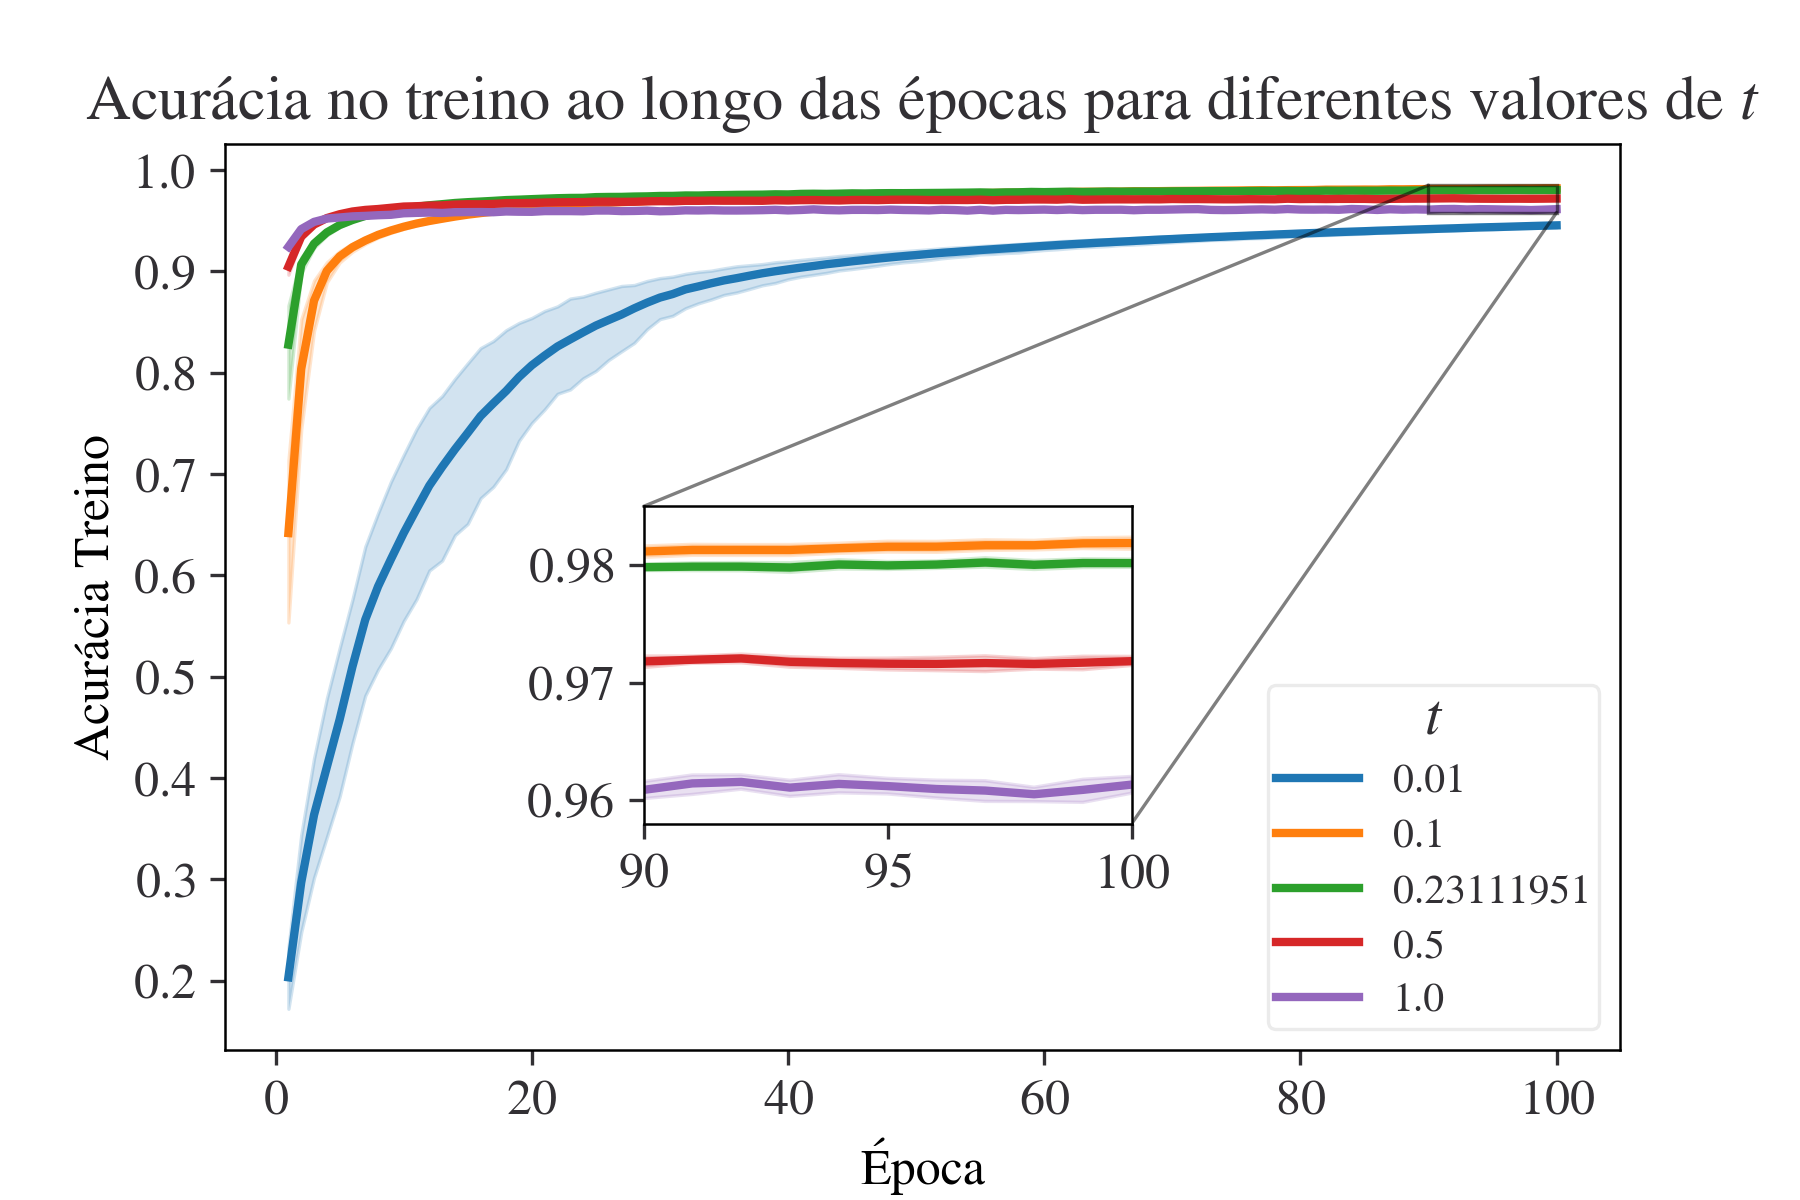 Acurácia no treino ao longo das épocas para diferentes valores de t
Acurácia Treino
1.0
0.9
0.8
0.7
0.6
0.5
0.4
0.3
0.2
0.98
0.97
0.96
90 95 100
t
0.01
0.1
0.23111951
0.5
1.0
0 20 40 60 80 100
Época